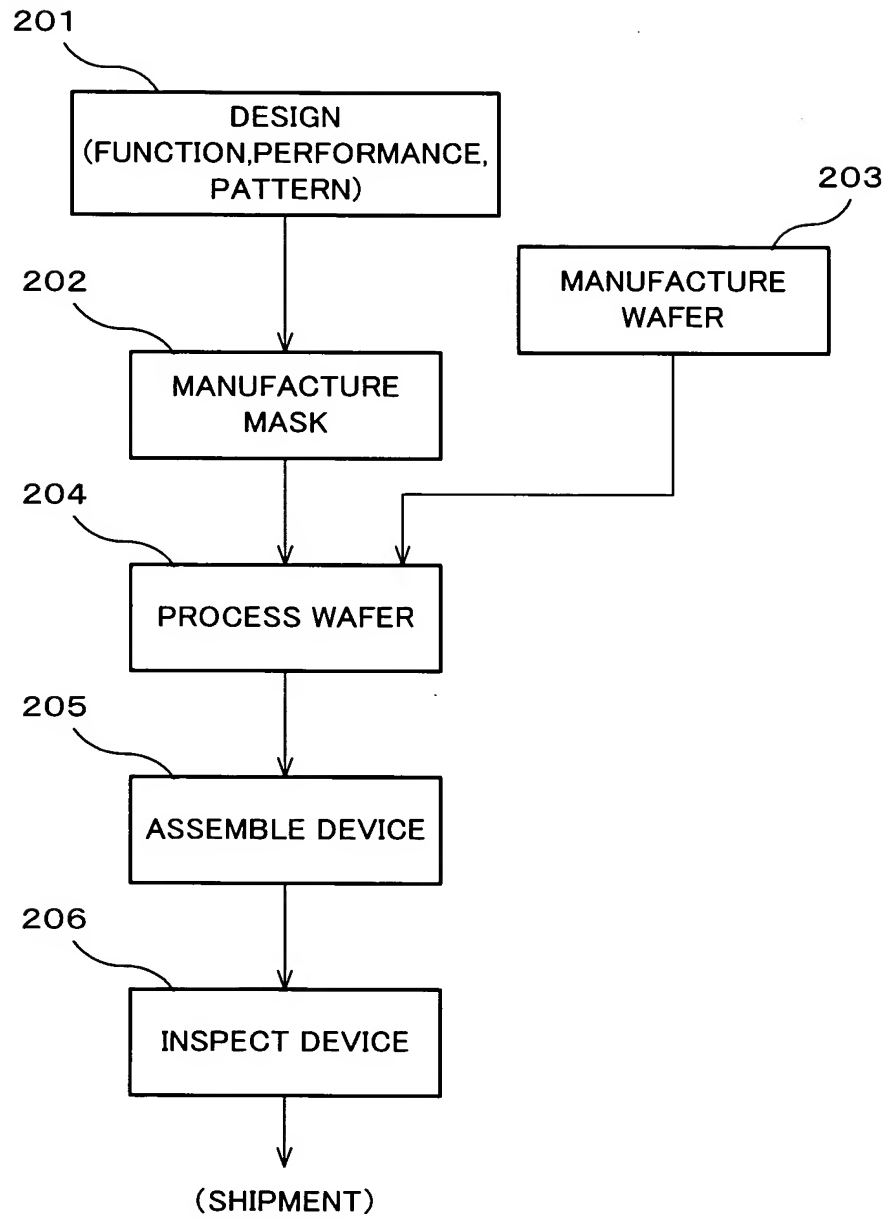 201
DESIGN
(FUNCTION,PERFORMANCE,
PATTERN)
203
MANUFACTURE
WAFER
202
MANUFACTURE
MASK
204
PROCESS WAFER
205
ASSEMBLE DEVICE
206
INSPECT DEVICE
(SHIPMENT)